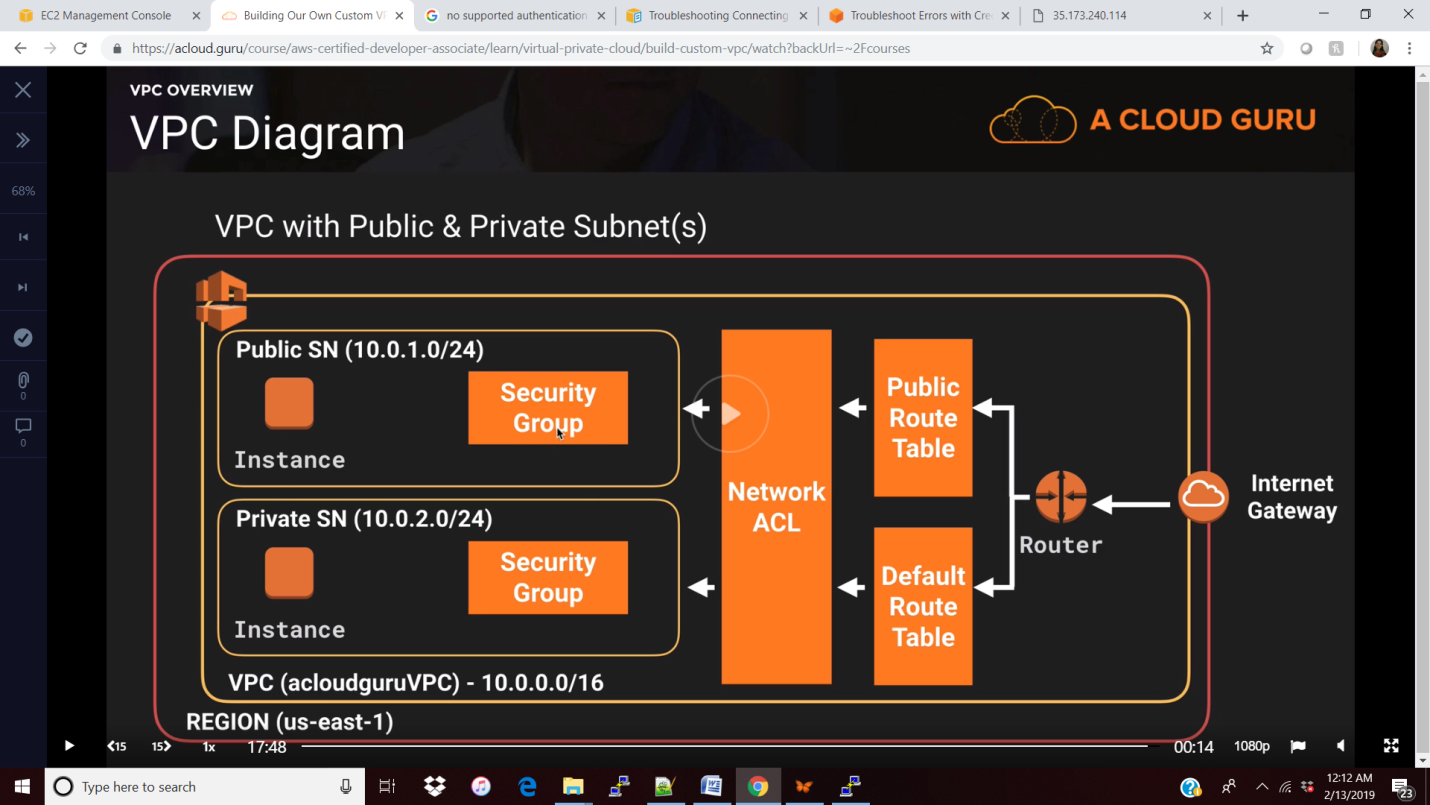 EC2 Management Console
Building Our Own Custom VP
no supported authentication
Troubleshooting Connecting
Troubleshoot Errors with Cre
35.173.240.114
https://acloud.guru/course/aws-certified-developer-associate/learn/virtual-private-cloud/build-custom-vpc/watch?backUrl=~2Fcourses
68%
0
0
VPC OVERVIEW
VPC Diagram
A CLOUD GURU
VPC with Public & Private Subnet(s)
Public SN (10.0.1.0/24)
Security
Group
Instance
Private SN (10.0.2.0/24)
Security
Group
Instance
Network
ACL
Public
Route
Table
Default
Route
Table
Router
Internet
Gateway
VPC (acloudguruVPC) - 10.0.0.0/16
REGION (us-east-1)
15
15
1x
17:48
00:14
1080p
Type here to search
12:12 AM
2/13/2019
23